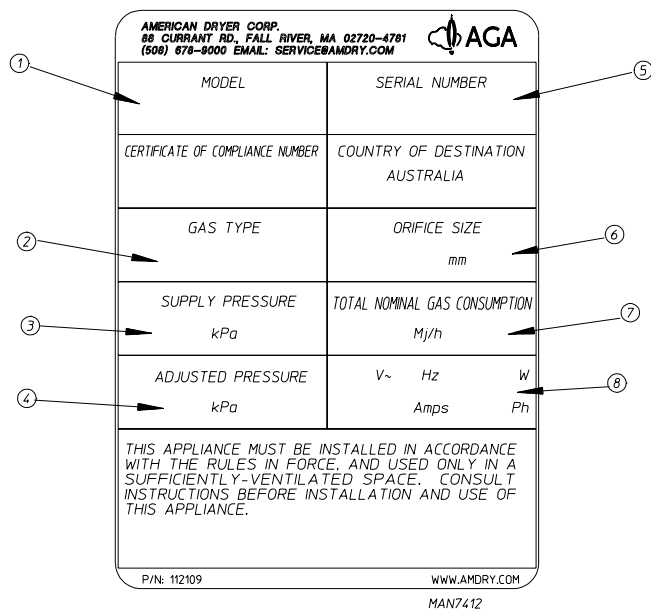 AMERICAN DRYER CORP.
88 CURRANT RD., FALL RIVER, MA 02720-4781
(508) 678-9000 EMAIL: SERVICE@AMDRY.COM
AGA
1
MODEL
SERIAL NUMBER
5
CERTIFICATE OF COMPLIANCE NUMBER
COUNTRY OF DESTINATION
AUSTRALIA
2
GAS TYPE
ORIFICE SIZE
mm
6
3
SUPPLY PRESSURE
kPa
TOTAL NOMINAL GAS CONSUMPTION
Mj/h
7
4
ADJUSTED PRESSURE
kPa
V~ Hz W
Amps Ph
8
THIS APPLIANCE MUST BE INSTALLED IN ACCORDANCE
WITH THE RULES IN FORCE, AND USED ONLY IN A
SUFFICIENTLY-VENTILATED SPACE. CONSULT
INSTRUCTIONS BEFORE INSTALLATION AND USE OF
THIS APPLIANCE.
P/N: 112109 WWW.AMDRY.COM
MAN7412